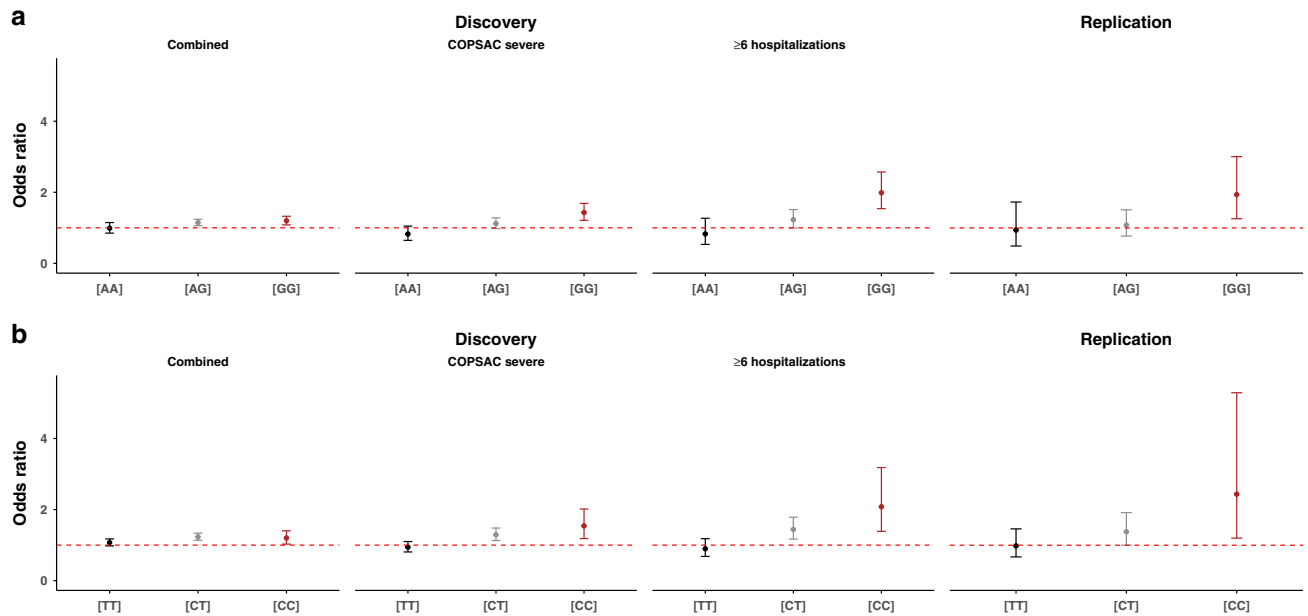 a
Discovery
Replication
Combined
COPSAC severe
≥6 hospitalizations
Odds ratio
4
2
0
[AA]
[AG]
[GG]
[AA]
[AG]
[GG]
[AA]
[AG]
[GG]
[AA]
[AG]
[GG]
b
Discovery
Replication
Combined
COPSAC severe
≥6 hospitalizations
Odds ratio
4
2
0
[TT]
[CT]
[CC]
[TT]
[CT]
[CC]
[TT]
[CT]
[CC]
[TT]
[CT]
[CC]